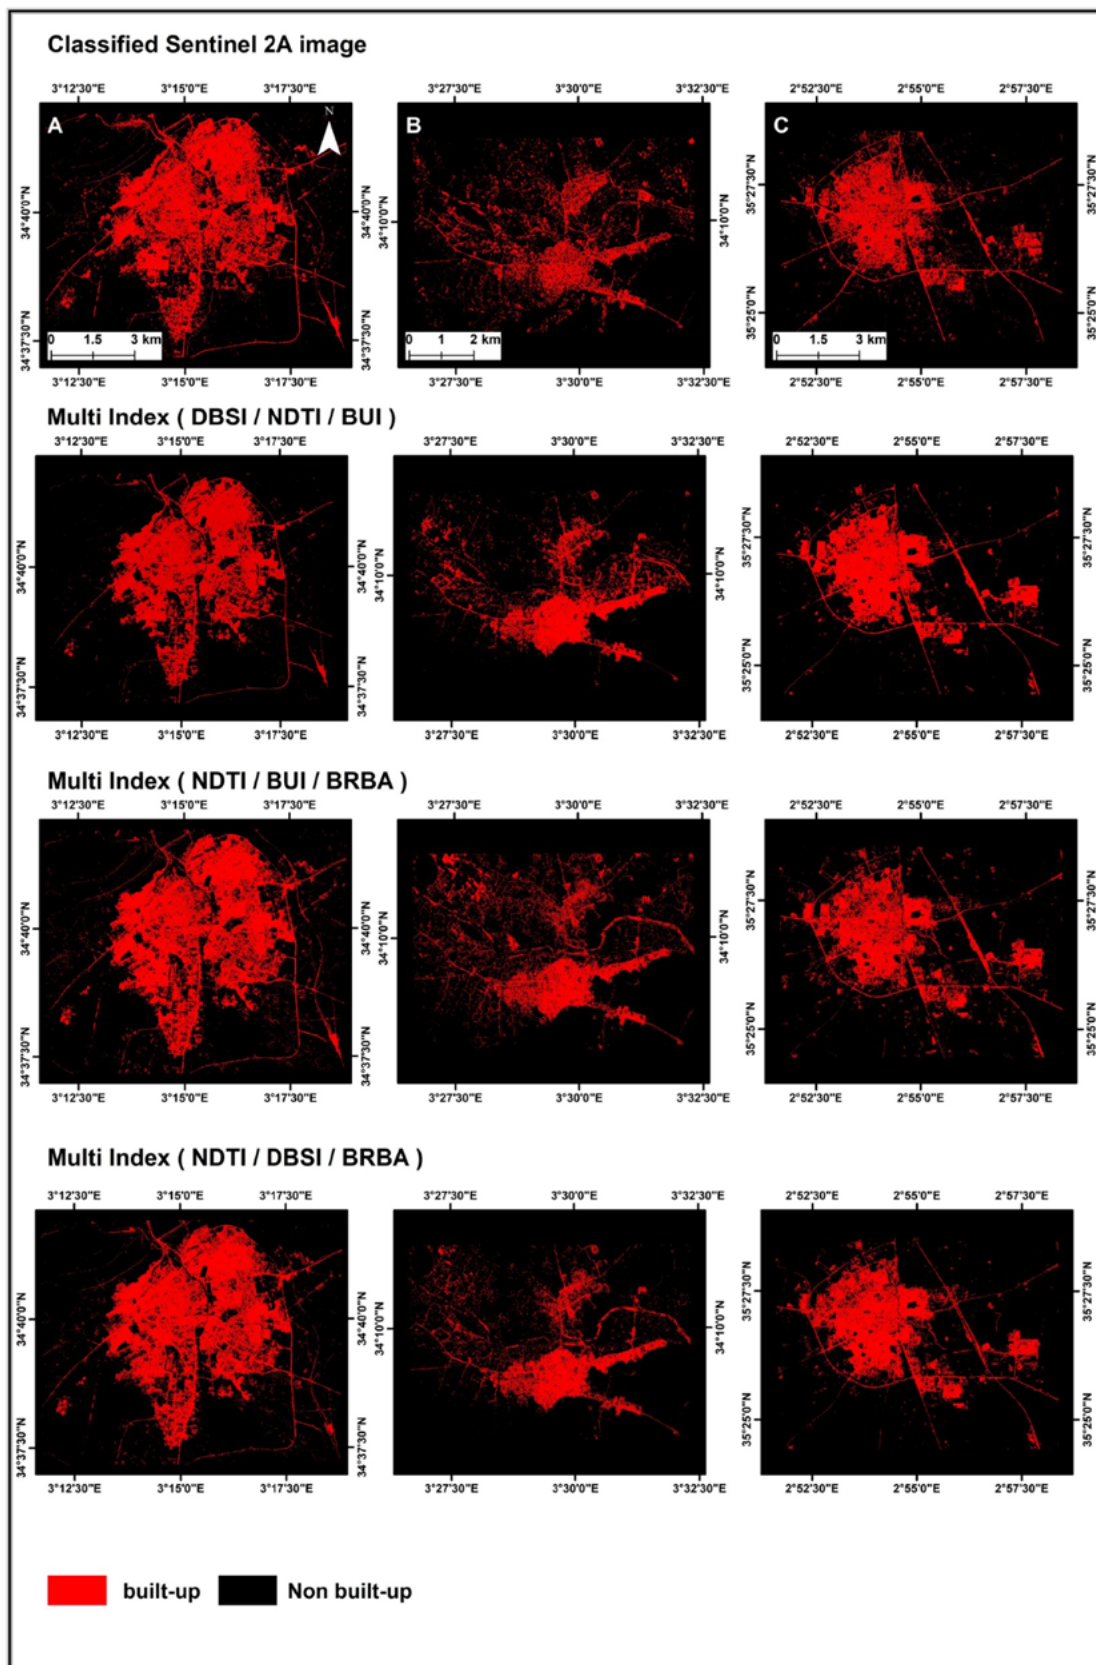 Classified Sentinel 2A image
3°12'30"E 3°15'0"E 3°17'30"E 3°27'30"E 3°30'0"E 3°32'30"E 2°52'30"E 2°55'0"E 2°57'30"E
A N B C
34°40'0"N 34°40'0"N 34°10'0"N 34°10'0"N 35°27'30"N 35°27'30"N
34°37'30"N 34°37'30"N 35°25'0"N 35°25'0"N
0 1.5 3 km 0 1 2 km 0 1.5 3 km
3°12'30"E 3°15'0"E 3°17'30"E 3°27'30"E 3°30'0"E 3°32'30"E 2°52'30"E 2°55'0"E 2°57'30"E
Multi Index ( DBSI / NDTI / BUI )
3°12'30"E 3°15'0"E 3°17'30"E 3°27'30"E 3°30'0"E 3°32'30"E 2°52'30"E 2°55'0"E 2°57'30"E
34°40'0"N 34°40'0"N 34°10'0"N 34°10'0"N 35°27'30"N 35°27'30"N
34°37'30"N 34°37'30"N 35°25'0"N 35°25'0"N
3°12'30"E 3°15'0"E 3°17'30"E 3°27'30"E 3°30'0"E 3°32'30"E 2°52'30"E 2°55'0"E 2°57'30"E
Multi Index ( NDTI / BUI / BRBA )
3°12'30"E 3°15'0"E 3°17'30"E 3°27'30"E 3°30'0"E 3°32'30"E 2°52'30"E 2°55'0"E 2°57'30"E
34°40'0"N 34°40'0"N 34°10'0"N 34°10'0"N 35°27'30"N 35°27'30"N
34°37'30"N 34°37'30"N 35°25'0"N 35°25'0"N
3°12'30"E 3°15'0"E 3°17'30"E 3°27'30"E 3°30'0"E 3°32'30"E 2°52'30"E 2°55'0"E 2°57'30"E
Multi Index ( NDTI / DBSI / BRBA )
3°12'30"E 3°15'0"E 3°17'30"E 3°27'30"E 3°30'0"E 3°32'30"E 2°52'30"E 2°55'0"E 2°57'30"E
34°40'0"N 34°40'0"N 34°10'0"N 34°10'0"N 35°27'30"N 35°27'30"N
34°37'30"N 34°37'30"N 35°25'0"N 35°25'0"N
3°12'30"E 3°15'0"E 3°17'30"E 3°27'30"E 3°30'0"E 3°32'30"E 2°52'30"E 2°55'0"E 2°57'30"E
built-up Non built-up